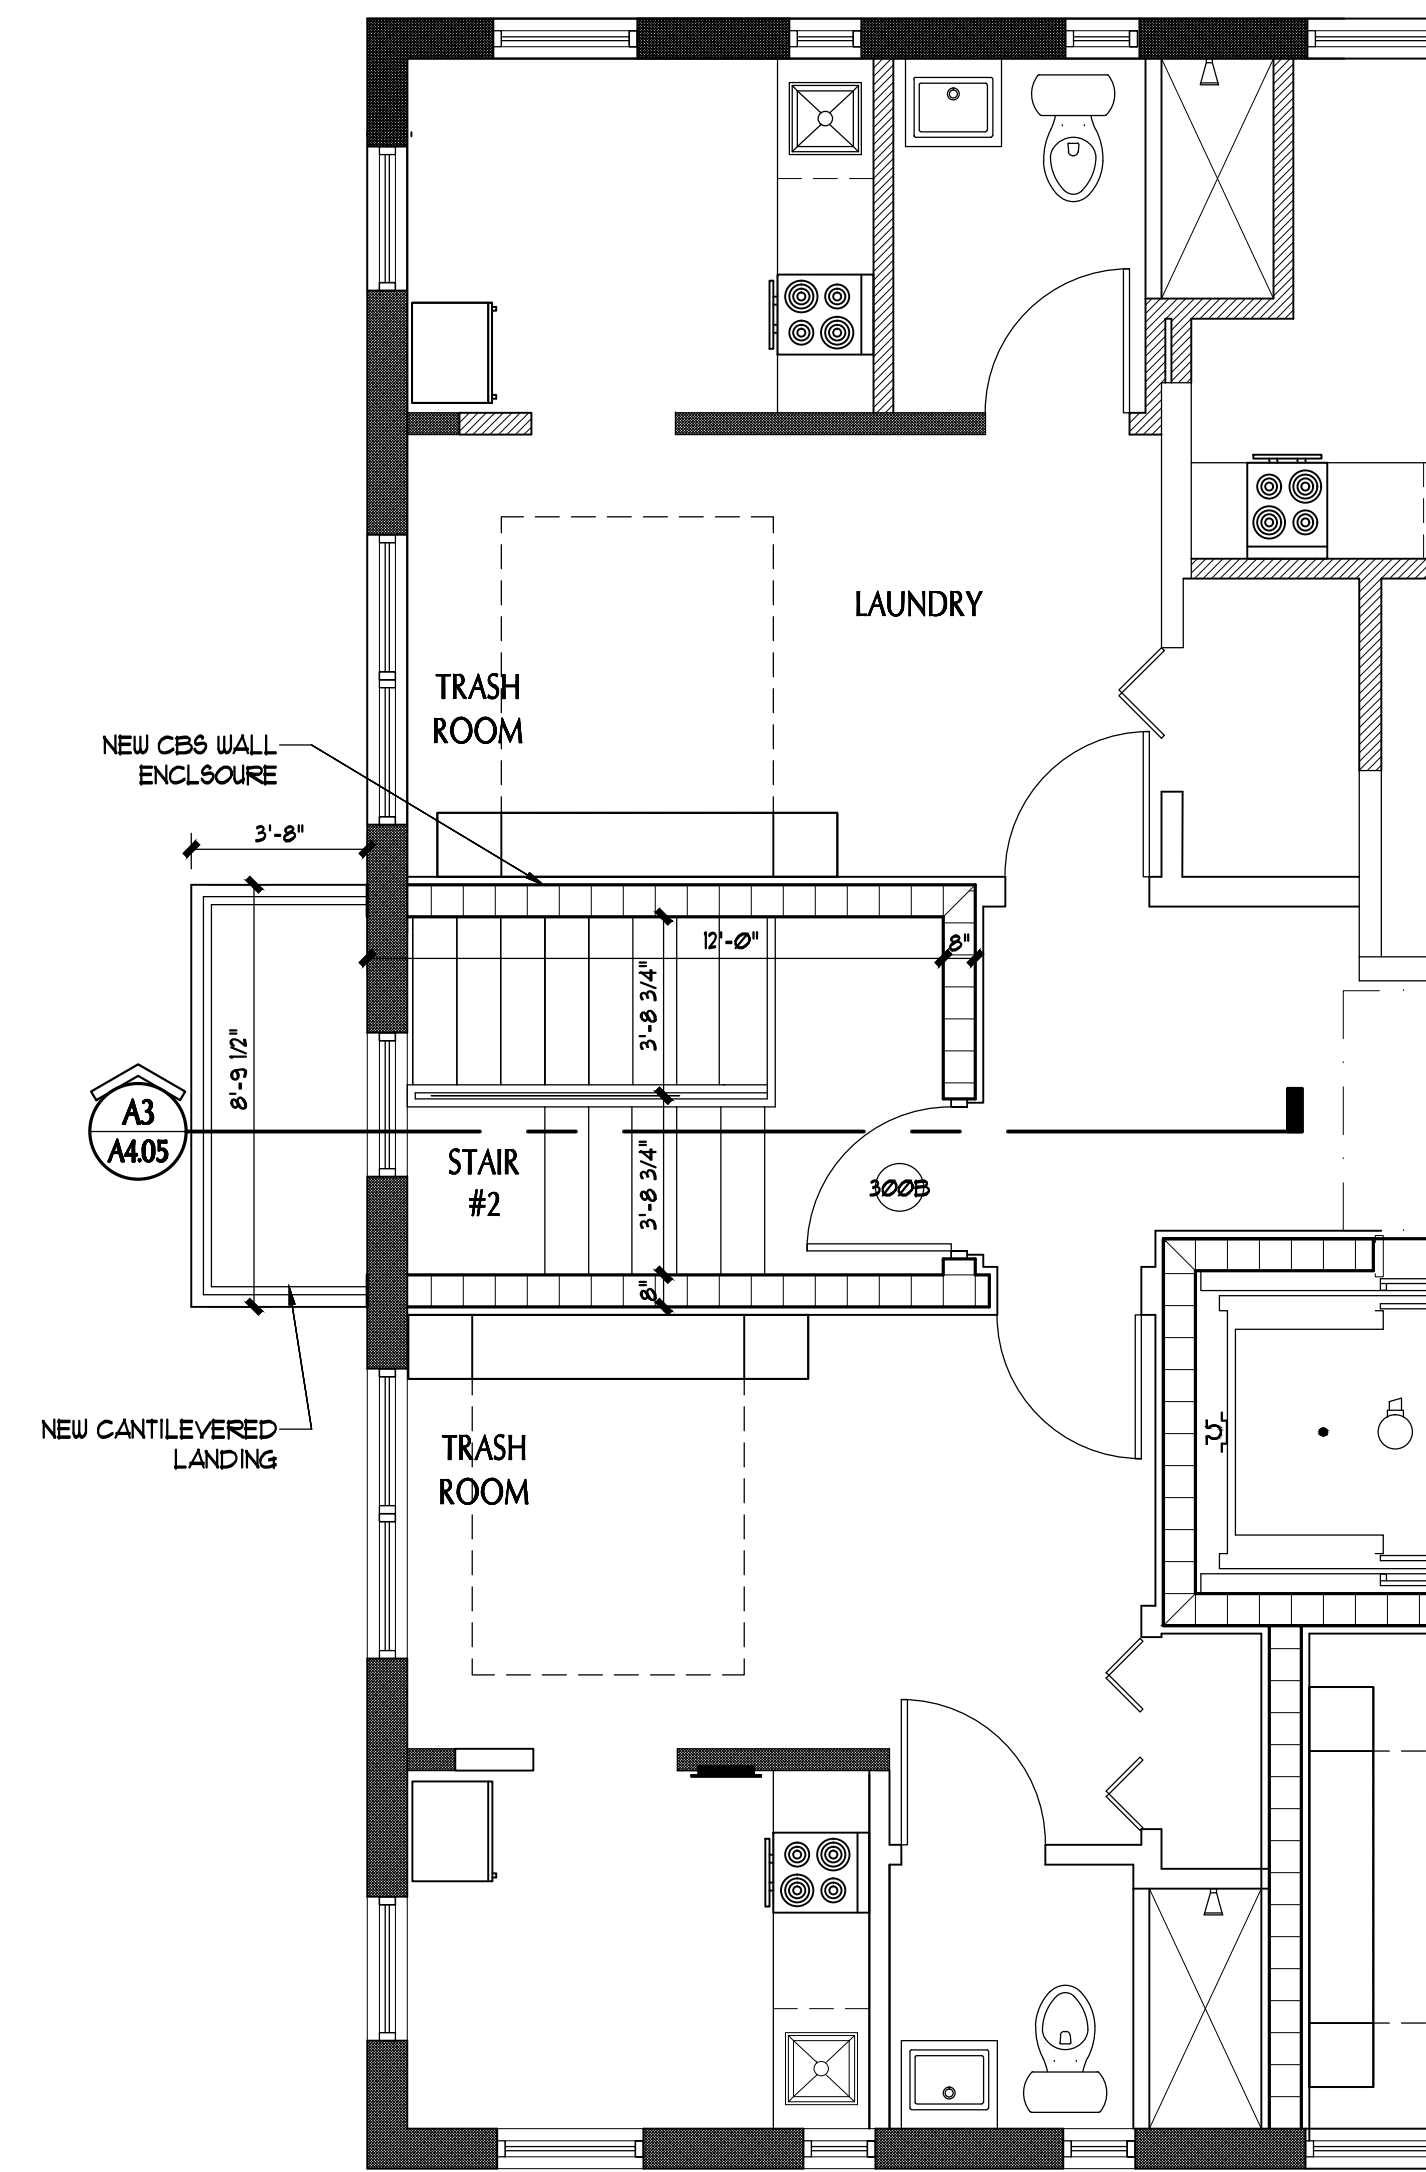 LAUNDRY
TRASH
ROOM
NEW CBS WALL
ENCLSOURE
3'-8"
12'-0"
8"
3'-8 3/4"
8'-9 1/2"
A3
A4.05
STAIR
#2
3'-8 3/4"
300B
8"
NEW CANTILEVERED
LANDING
TRASH
ROOM